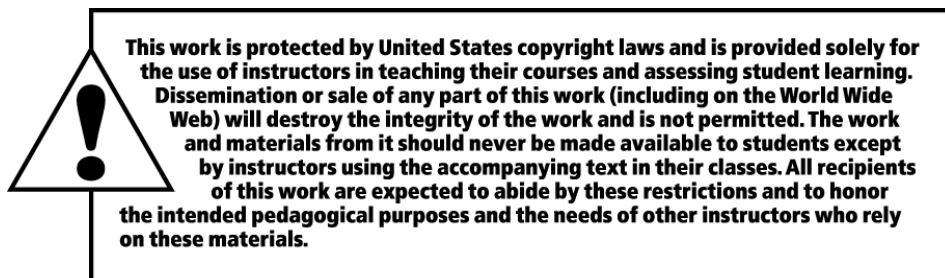 This work is protected by United States copyright laws and is provided solely for
the use of instructors in teaching their courses and assessing student learning.
Dissemination or sale of any part of this work (including on the World Wide
Web) will destroy the integrity of the work and is not permitted. The work
and materials from it should never be made available to students except
by instructors using the accompanying text in their classes. All recipients
of this work are expected to abide by these restrictions and to honor
the intended pedagogical purposes and the needs of other instructors who rely
on these materials.